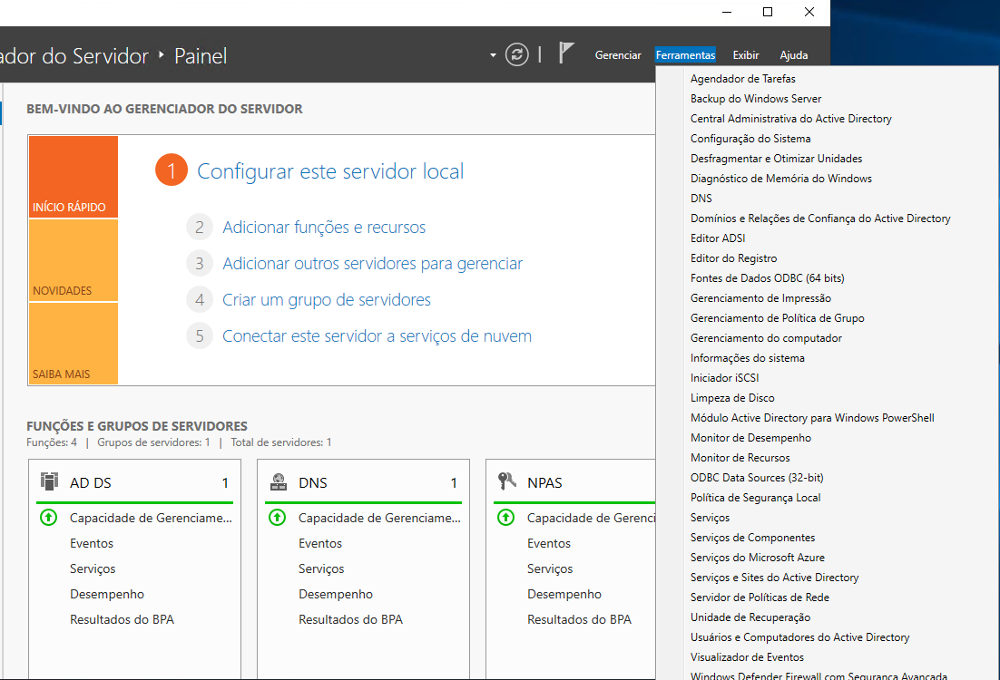 ador do Servidor ‣ Painel
Gerenciar Ferramentas Exibir Ajuda
BEM-VINDO AO GERENCIADOR DO SERVIDOR
INÍCIO RÁPIDO
NOVIDADES
SAIBA MAIS
1 Configurar este servidor local
2 Adicionar funções e recursos
3 Adicionar outros servidores para gerenciar
4 Criar um grupo de servidores
5 Conectar este servidor a serviços de nuvem
FUNÇÕES E GRUPOS DE SERVIDORES
Funções: 4 | Grupos de servidores: 1 | Total de servidores: 1
AD DS 1
Capacidade de Gerenciame...
Eventos
Serviços
Desempenho
Resultados do BPA
DNS 1
Capacidade de Gerenciame...
Eventos
Serviços
Desempenho
Resultados do BPA
NPAS
Capacidade de Gerenci
Eventos
Serviços
Desempenho
Resultados do BPA
Agendador de Tarefas
Backup do Windows Server
Central Administrativa do Active Directory
Configuração do Sistema
Desfragmentar e Otimizar Unidades
Diagnóstico de Memória do Windows
DNS
Domínios e Relações de Confiança do Active Directory
Editor ADSI
Editor do Registro
Fontes de Dados ODBC (64 bits)
Gerenciamento de Impressão
Gerenciamento de Política de Grupo
Gerenciamento do computador
Informações do sistema
Iniciador iSCSI
Limpeza de Disco
Módulo Active Directory para Windows PowerShell
Monitor de Desempenho
Monitor de Recursos
ODBC Data Sources (32-bit)
Política de Segurança Local
Serviços
Serviços de Componentes
Serviços do Microsoft Azure
Serviços e Sites do Active Directory
Servidor de Políticas de Rede
Unidade de Recuperação
Usuários e Computadores do Active Directory
Visualizador de Eventos
Windows Defender Firewall com Segurança Avançada